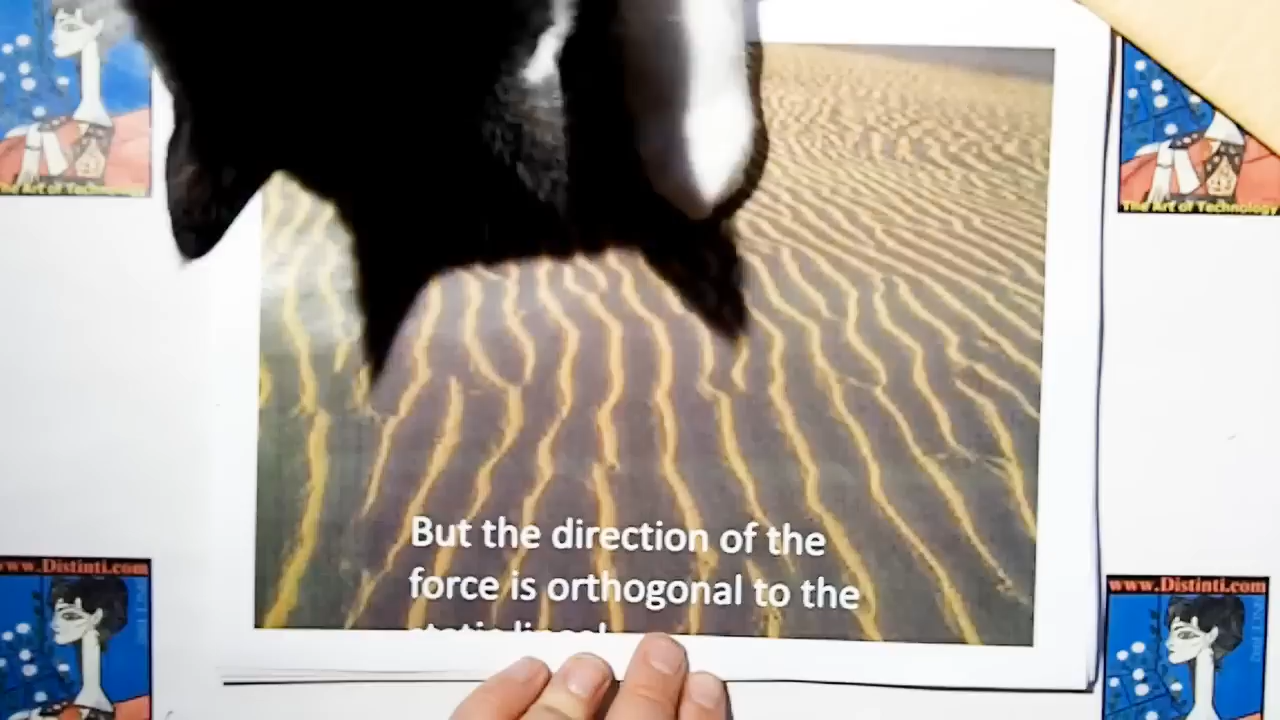 The Art of Technology
The Art of Technology
But the direction of the
force is orthogonal to the
www.Distinti.com
www.Distinti.com